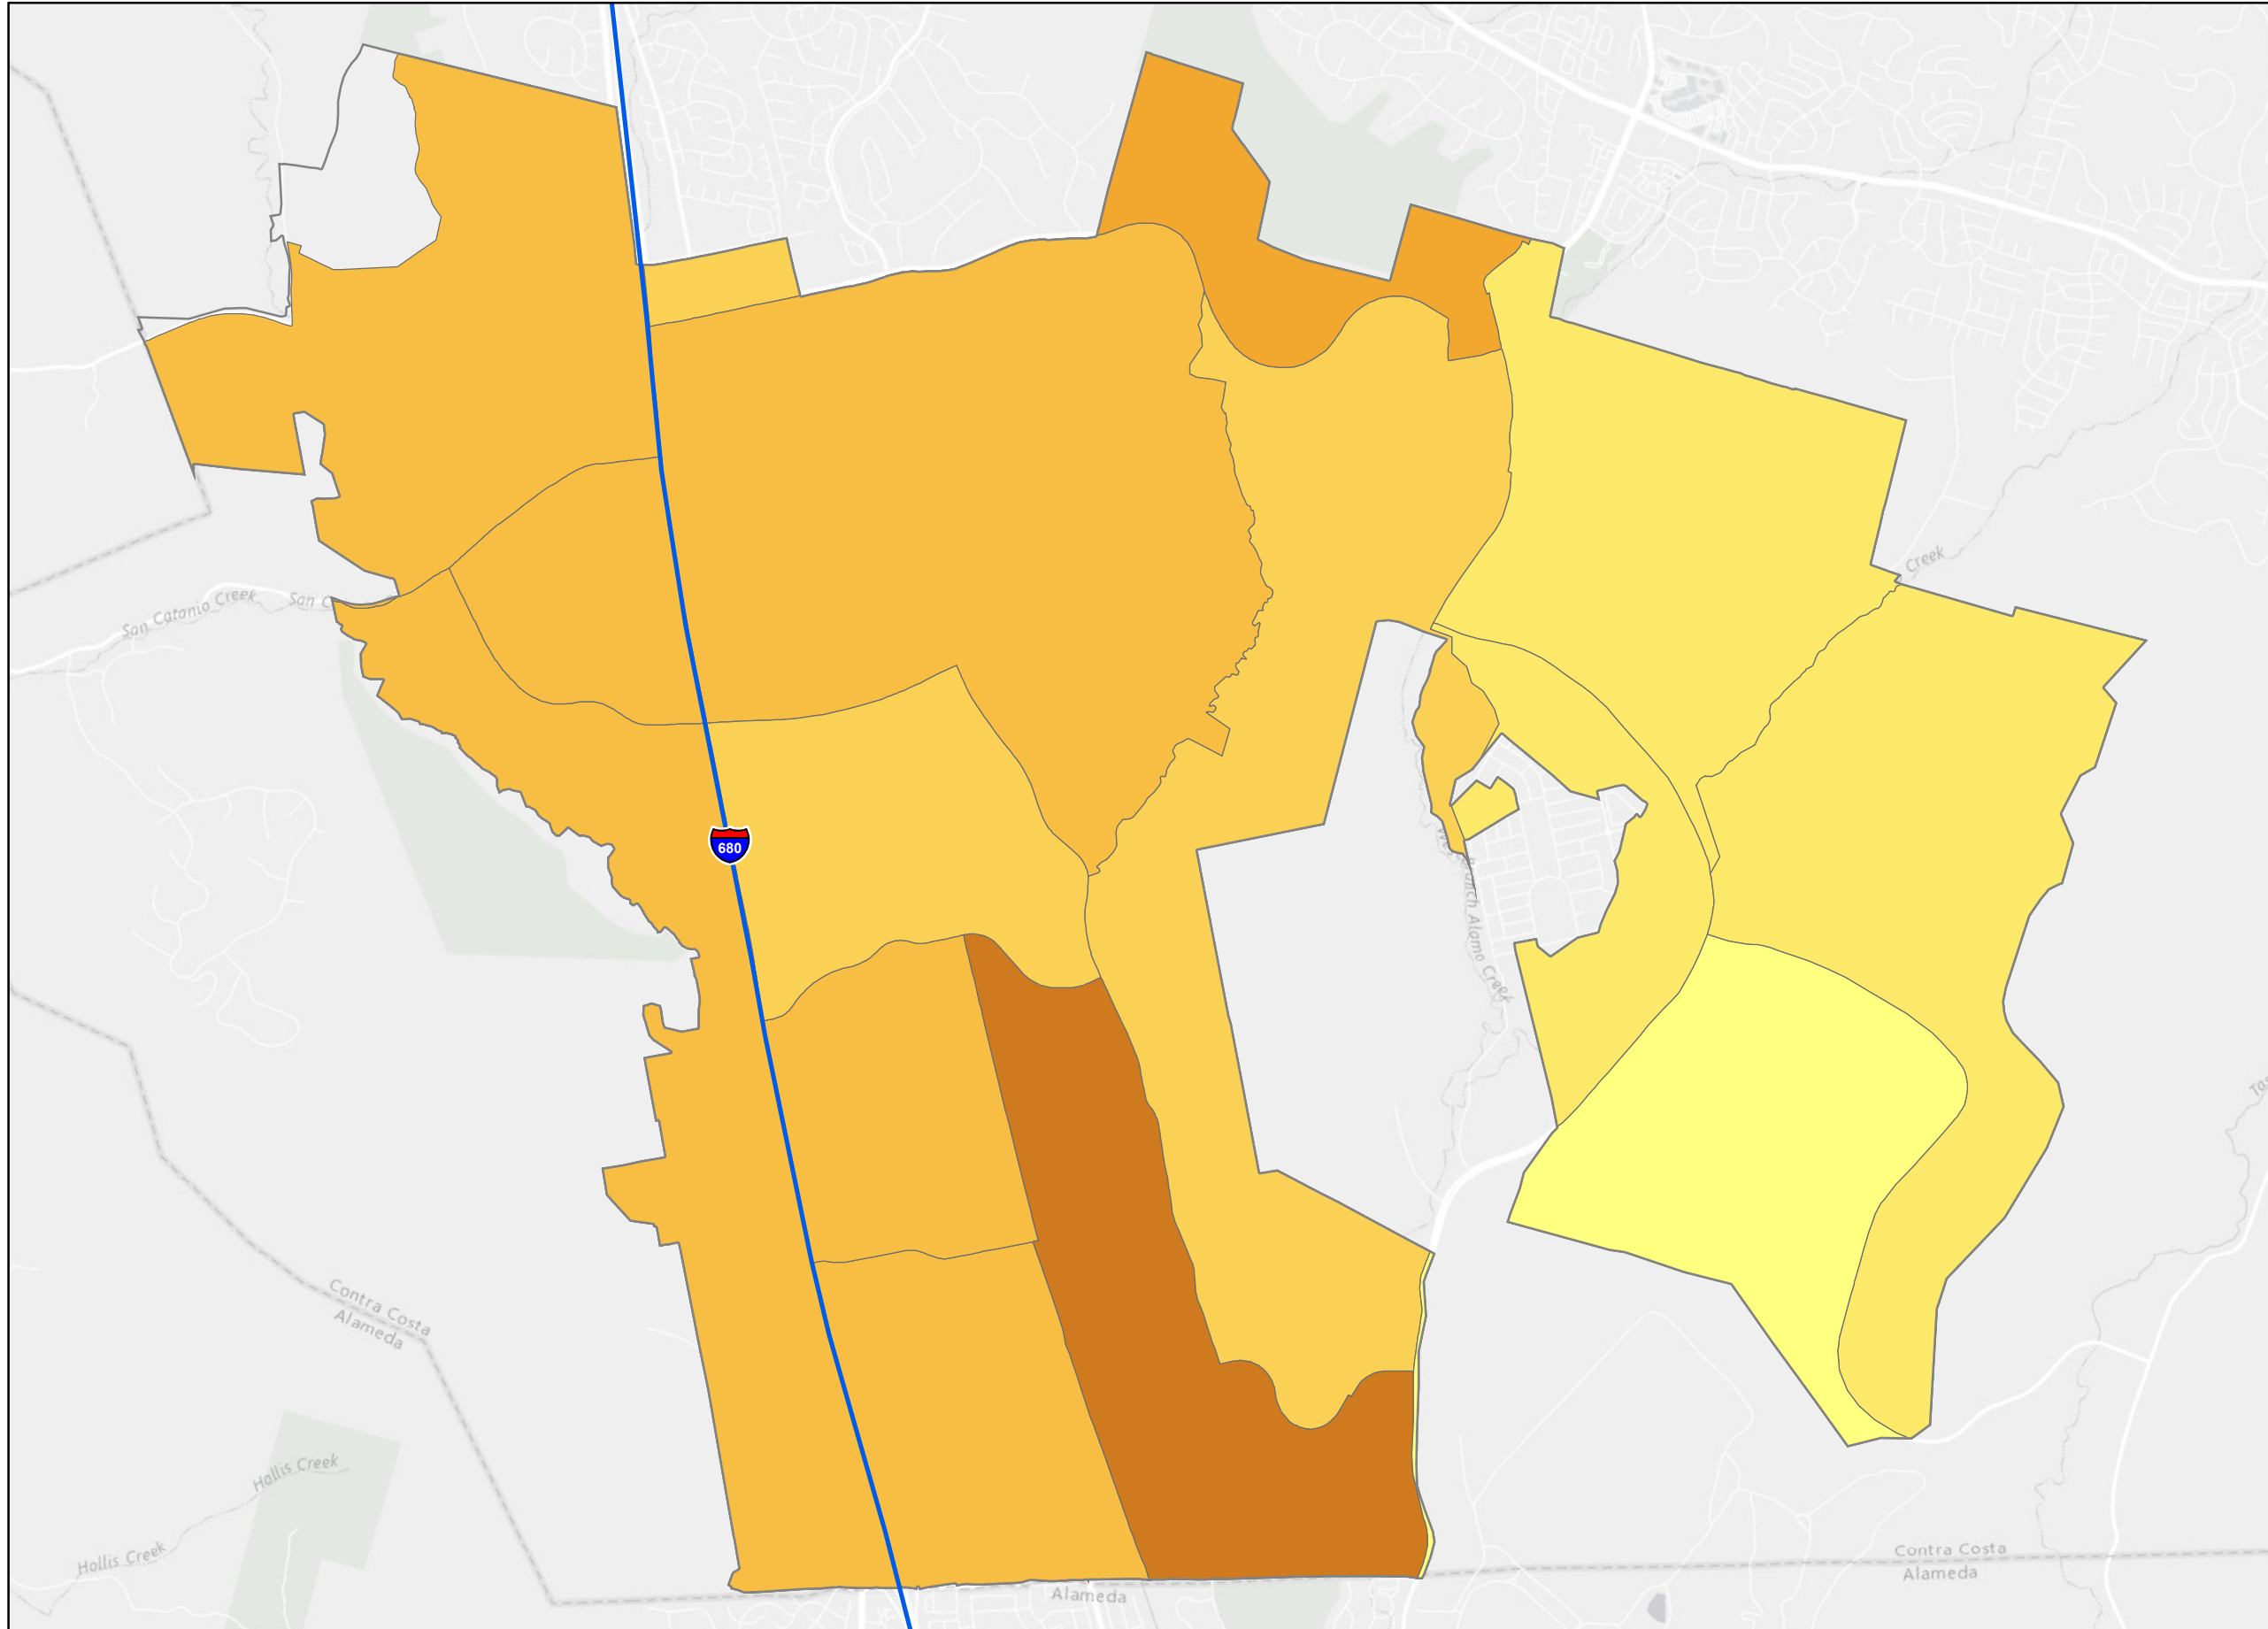 Creek
San Catanio Creek
San C
680
West Branch Alamo Creek
Contra Costa
Alameda
Hollis Creek
Hollis Creek
Contra Costa
Alameda
Alameda